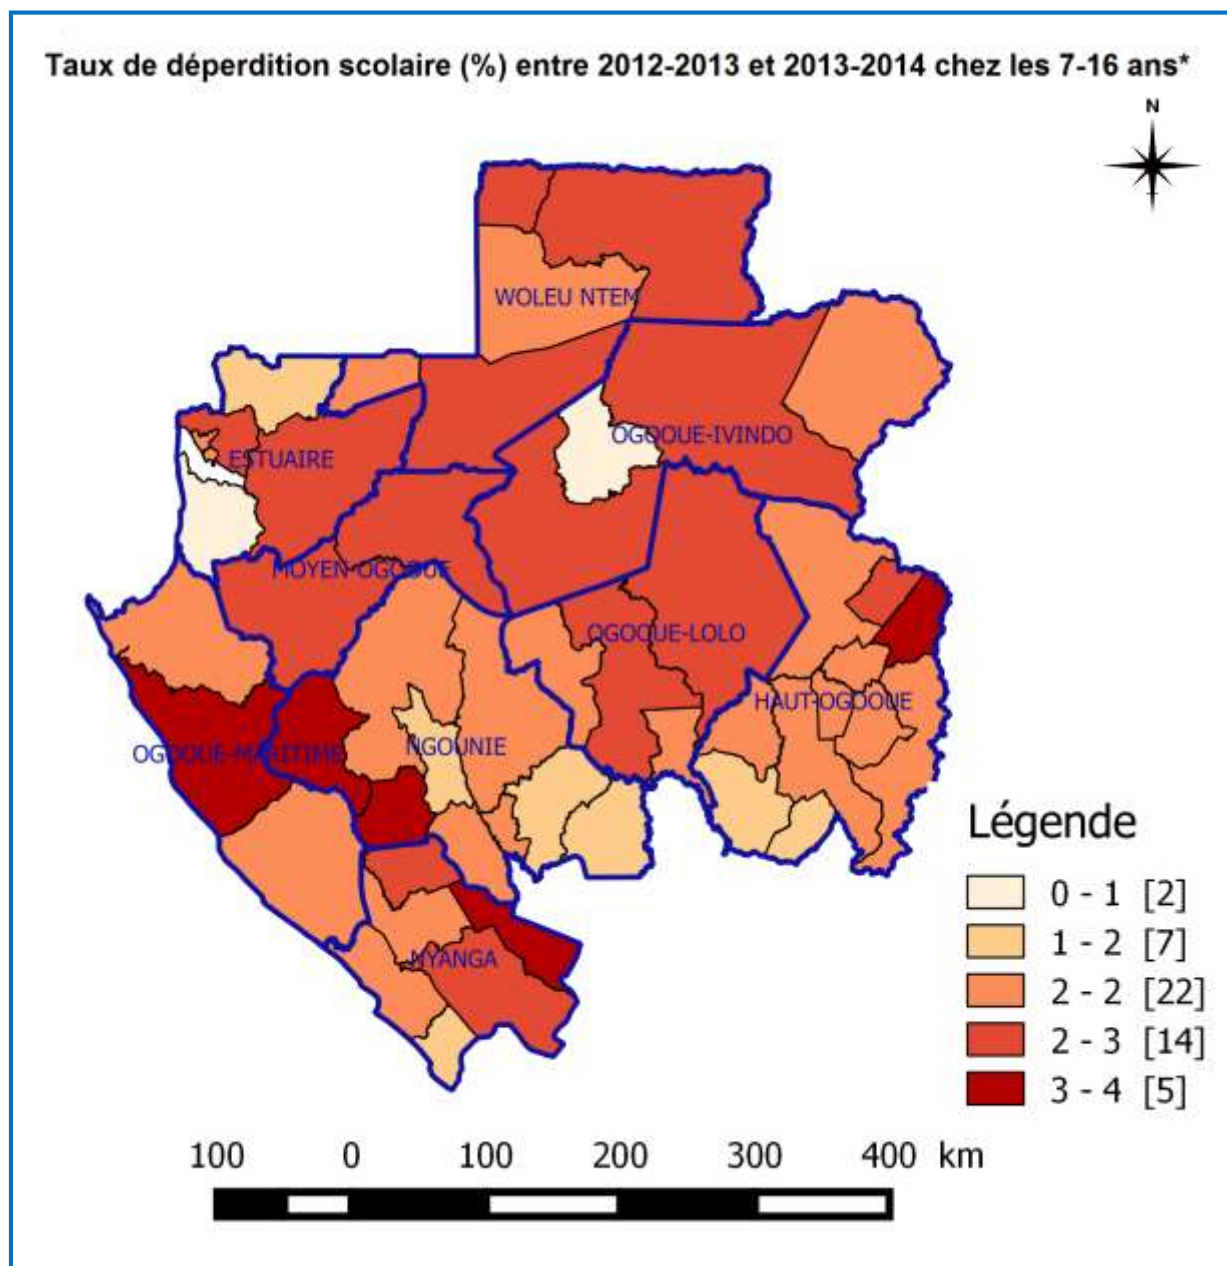 Taux de déperdition scolaire (%) entre 2012-2013 et 2013-2014 chez les 7-16 ans*
N
WOLEU NTEM
OGOOUE-IVINDO
ESTUAIRE
MOYEN-OGOOUE
OGOOUE-LOLO
HAUT-OGOOUE
OGOOUE-MARITIME
NGOUNIE
NYANGA
Légende
0 - 1 [2]
1 - 2 [7]
2 - 2 [22]
2 - 3 [14]
3 - 4 [5]
100 0 100 200 300 400 km